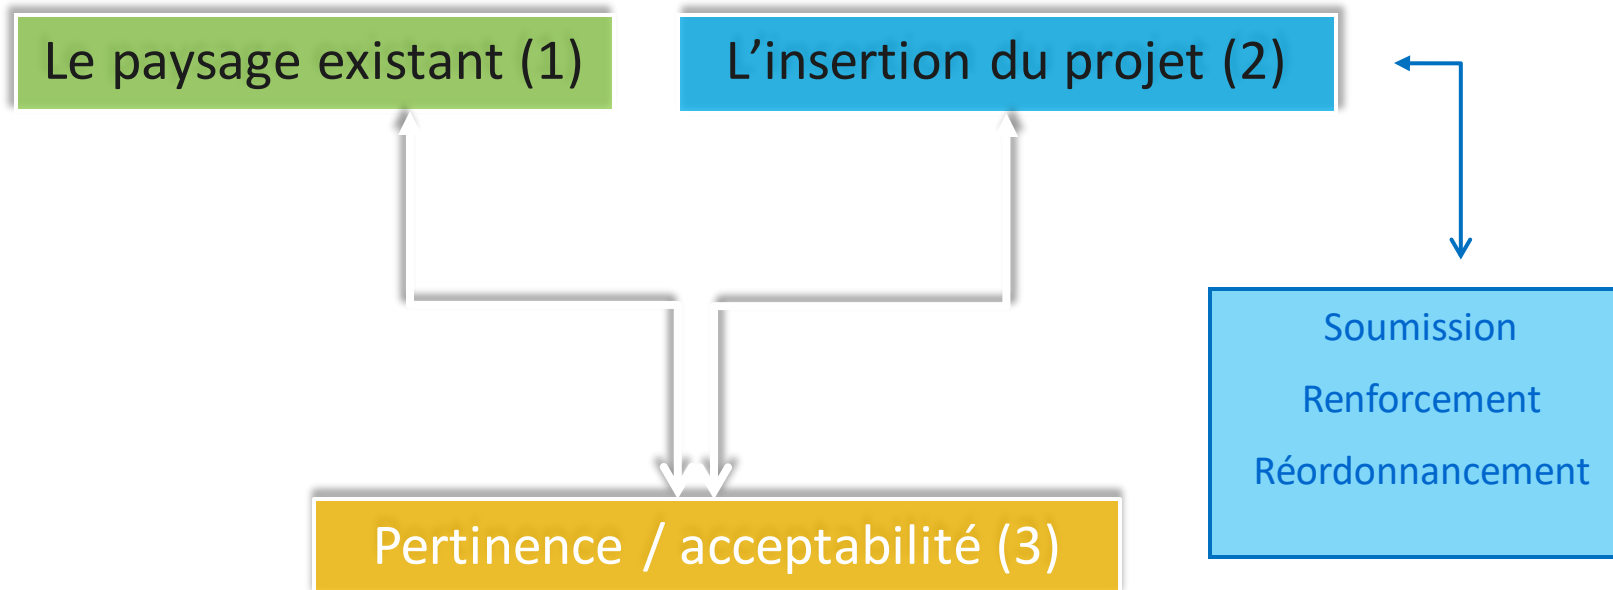 Le paysage existant (1)
L’insertion du projet (2)
Soumission
Renforcement
Réordonnancement
Pertinence / acceptabilité (3)